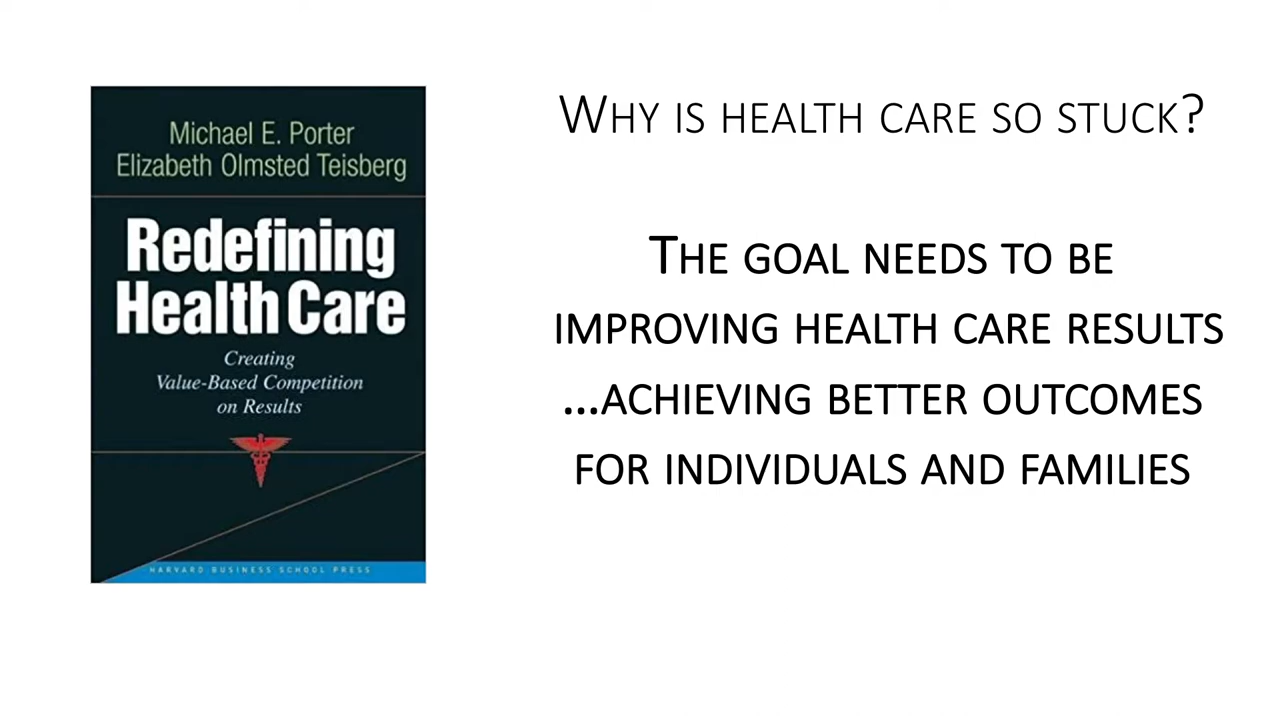 Michael E. Porter
Elizabeth Olmsted Teisberg
Redefining
Health Care
Creating
Value-Based Competition
on Results
HARVARD BUSINESS SCHOOL PRESS
WHY IS HEALTH CARE SO STUCK?
THE GOAL NEEDS TO BE
IMPROVING HEALTH CARE RESULTS
...ACHIEVING BETTER OUTCOMES
FOR INDIVIDUALS AND FAMILIES